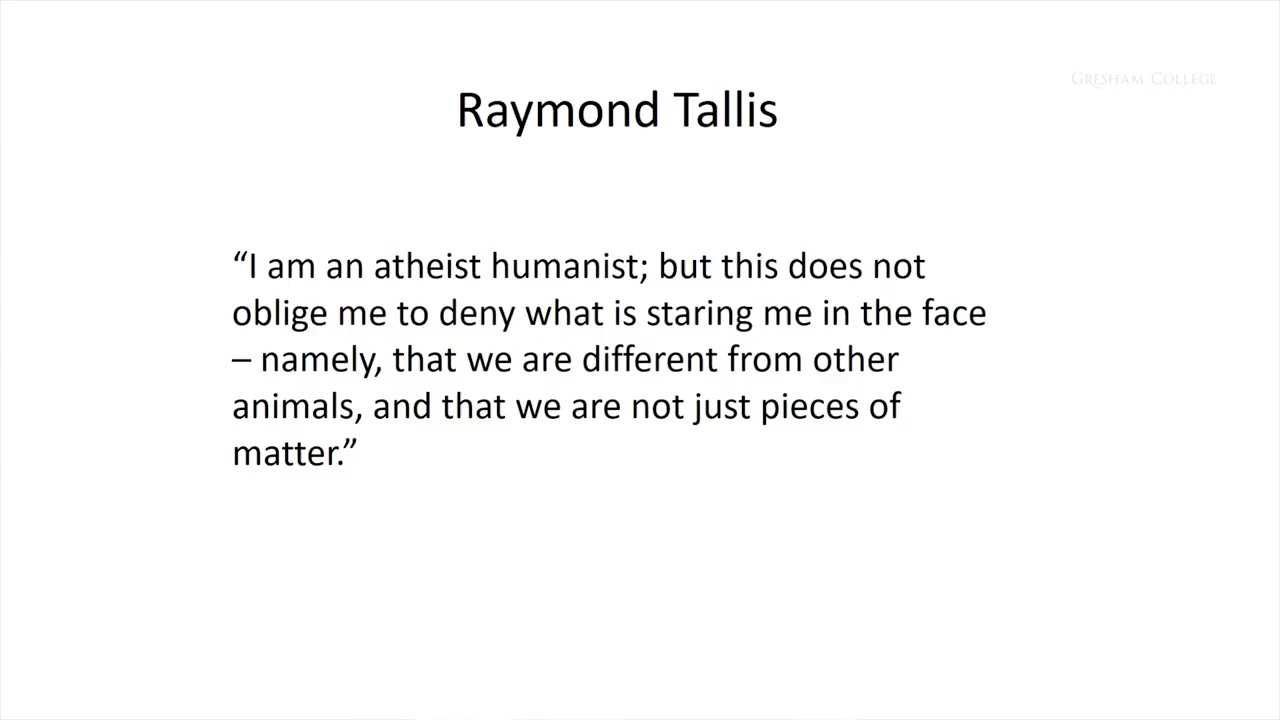 GRESHAM COLLEGE
Raymond Tallis
“I am an atheist humanist; but this does not
oblige me to deny what is staring me in the face
– namely, that we are different from other
animals, and that we are not just pieces of
matter.”